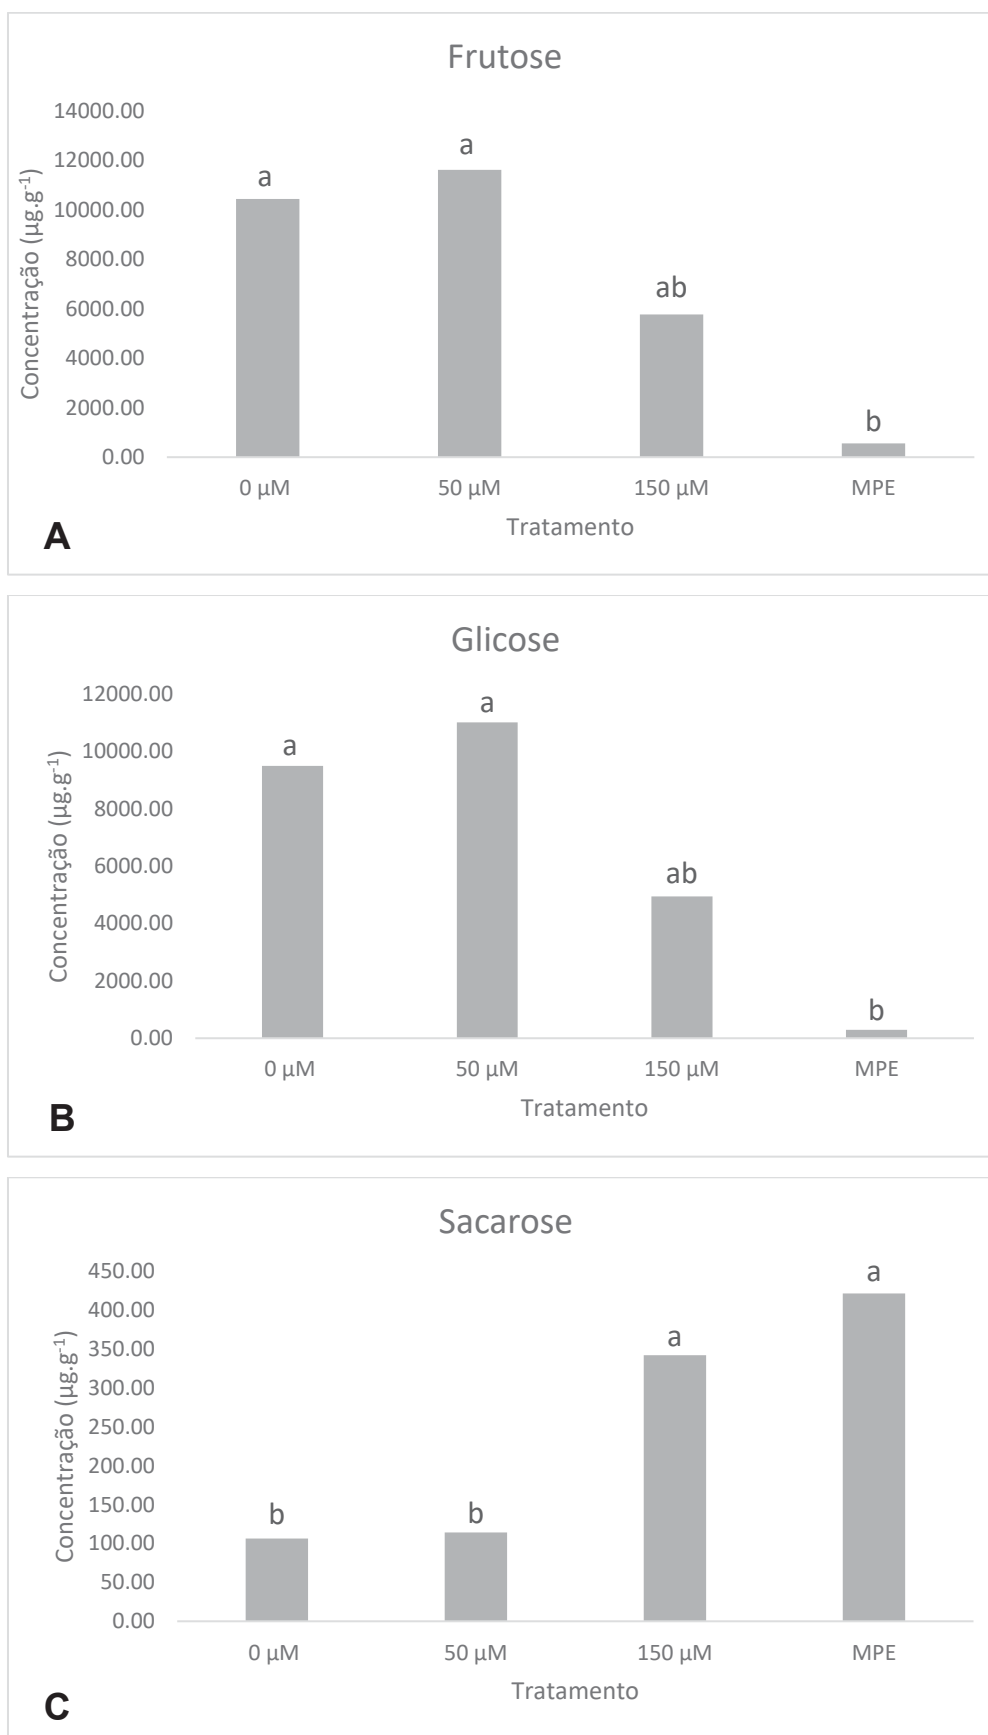 Frutose
14000.00
12000.00
10000.00
8000.00
6000.00
4000.00
2000.00
0.00
Concentração (µg.g⁻¹)
a
a
ab
b
0 µM 50 µM 150 µM MPE
Tratamento
A
Glicose
12000.00
10000.00
8000.00
6000.00
4000.00
2000.00
0.00
Concentração (µg.g⁻¹)
a
a
ab
b
0 µM 50 µM 150 µM MPE
Tratamento
B
Sacarose
450.00
400.00
350.00
300.00
250.00
200.00
150.00
100.00
50.00
0.00
Concentração (µg.g⁻¹)
b
b
a
a
0 µM 50 µM 150 µM MPE
Tratamento
C